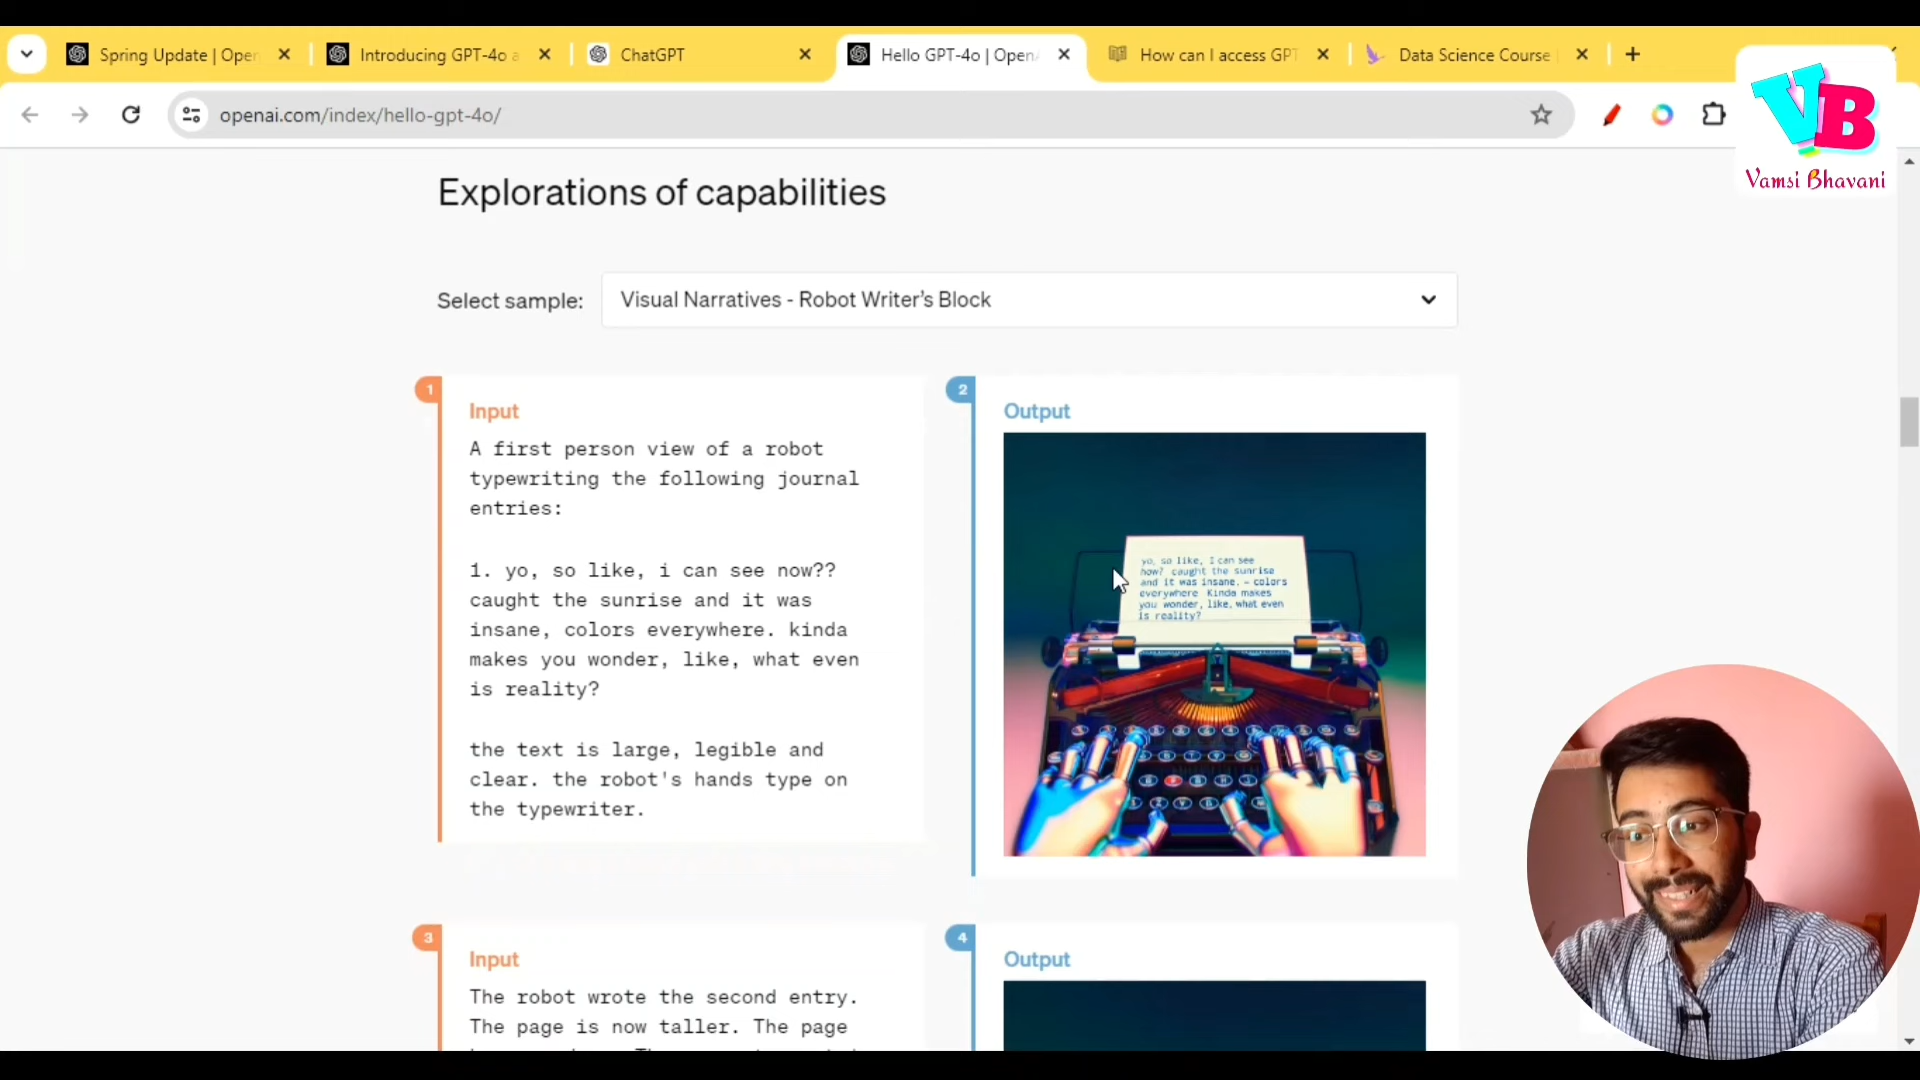 Spring Update | Open
Introducing GPT-4o a
ChatGPT
Hello GPT-4o | Open
How can I access GPT
Data Science Course
openai.com/index/hello-gpt-4o/
VB
Vamsi Bhavani
Explorations of capabilities
Select sample:
Visual Narratives - Robot Writer’s Block
1
Input
A first person view of a robot
typewriting the following journal
entries:
1. yo, so like, i can see now??
caught the sunrise and it was
insane, colors everywhere. kinda
makes you wonder, like, what even
is reality?
the text is large, legible and
clear. the robot's hands type on
the typewriter.
2
Output
yo, so like, I can see
now? caught the sunrise
and it was insane. - colors
everywhere Kinda makes
you wonder, like, what even
is reality?
3
Input
The robot wrote the second entry.
The page is now taller. The page
4
Output